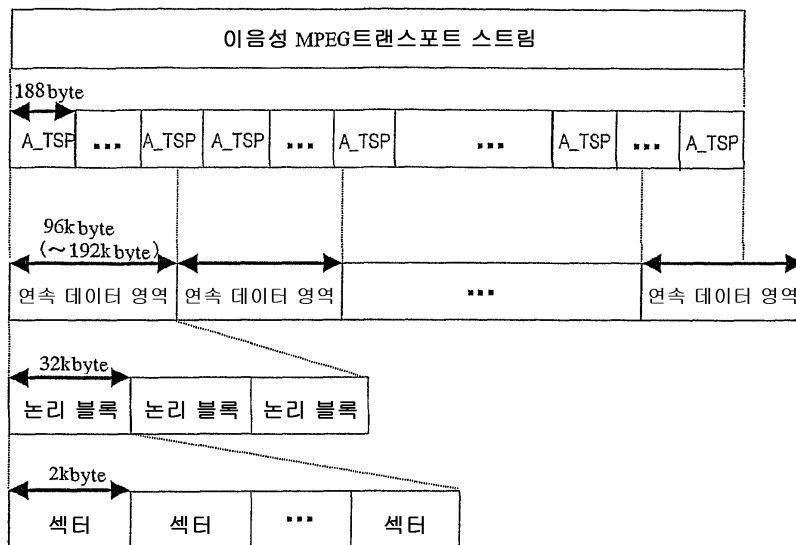 이음성 MPEG트랜스포트 스트림
188byte
A_TSP ... A_TSP A_TSP ... A_TSP ... A_TSP ... A_TSP
96kbyte
(~192kbyte)
연속 데이터 영역 연속 데이터 영역 ... 연속 데이터 영역
32kbyte
논리 블록 논리 블록 논리 블록
2kbyte
섹터 섹터 ... 섹터